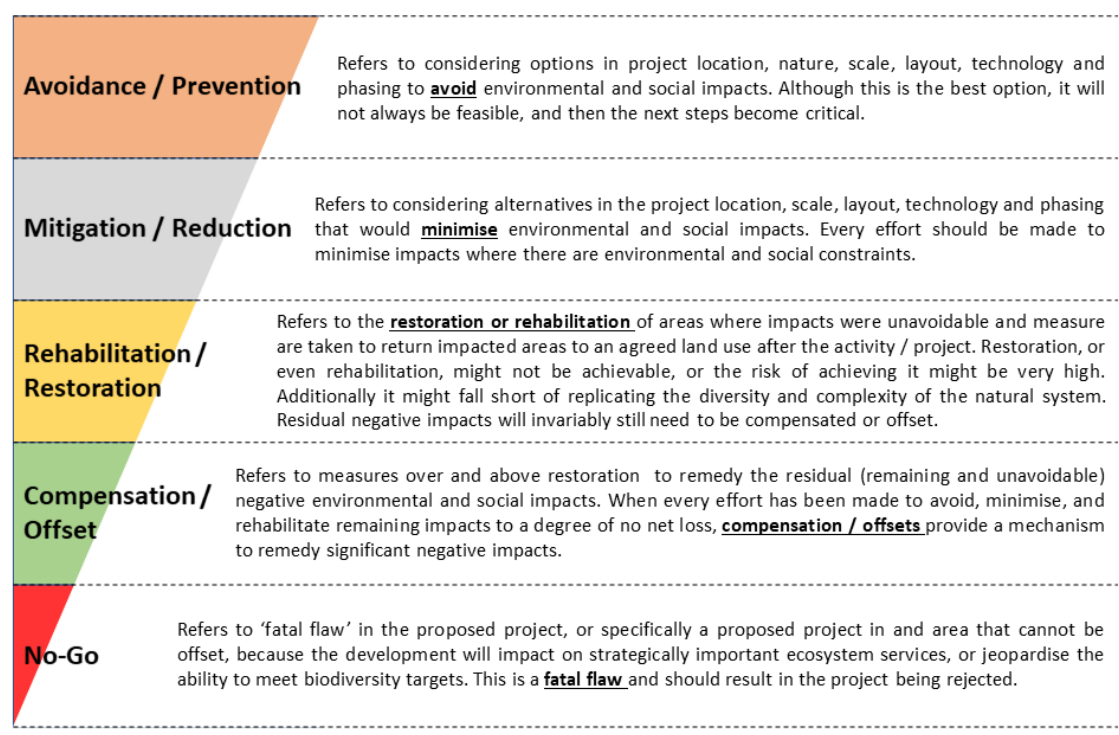 Avoidance / Prevention
Refers to considering options in project location, nature, scale, layout, technology and
phasing to avoid environmental and social impacts. Although this is the best option, it will
not always be feasible, and then the next steps become critical.
Mitigation / Reduction
Refers to considering alternatives in the project location, scale, layout, technology and phasing
that would minimise environmental and social impacts. Every effort should be made to
minimise impacts where there are environmental and social constraints.
Rehabilitation /
Restoration
Refers to the restoration or rehabilitation of areas where impacts were unavoidable and measure
are taken to return impacted areas to an agreed land use after the activity / project. Restoration, or
even rehabilitation, might not be achievable, or the risk of achieving it might be very high.
Additionally it might fall short of replicating the diversity and complexity of the natural system.
Residual negative impacts will invariably still need to be compensated or offset.
Compensation /
Offset
Refers to measures over and above restoration to remedy the residual (remaining and unavoidable)
negative environmental and social impacts. When every effort has been made to avoid, minimise, and
rehabilitate remaining impacts to a degree of no net loss, compensation / offsets provide a mechanism
to remedy significant negative impacts.
No-Go
Refers to ‘fatal flaw’ in the proposed project, or specifically a proposed project in and area that cannot be
offset, because the development will impact on strategically important ecosystem services, or jeopardise the
ability to meet biodiversity targets. This is a fatal flaw and should result in the project being rejected.